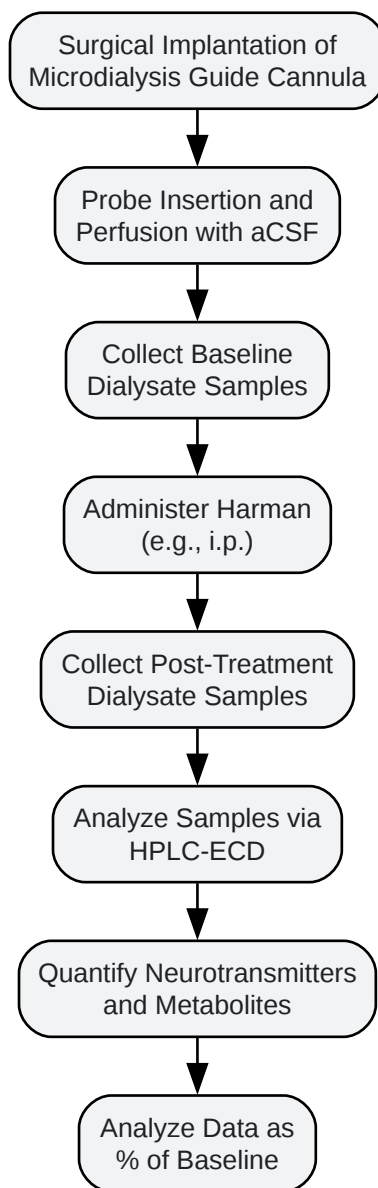 Surgical Implantation of
Microdialysis Guide Cannula
Probe Insertion and
Perfusion with aCSF
Collect Baseline
Dialysate Samples
Administer Harman
(e.g., i.p.)
Collect Post-Treatment
Dialysate Samples
Analyze Samples via
HPLC-ECD
Quantify Neurotransmitters
and Metabolites
Analyze Data as
% of Baseline